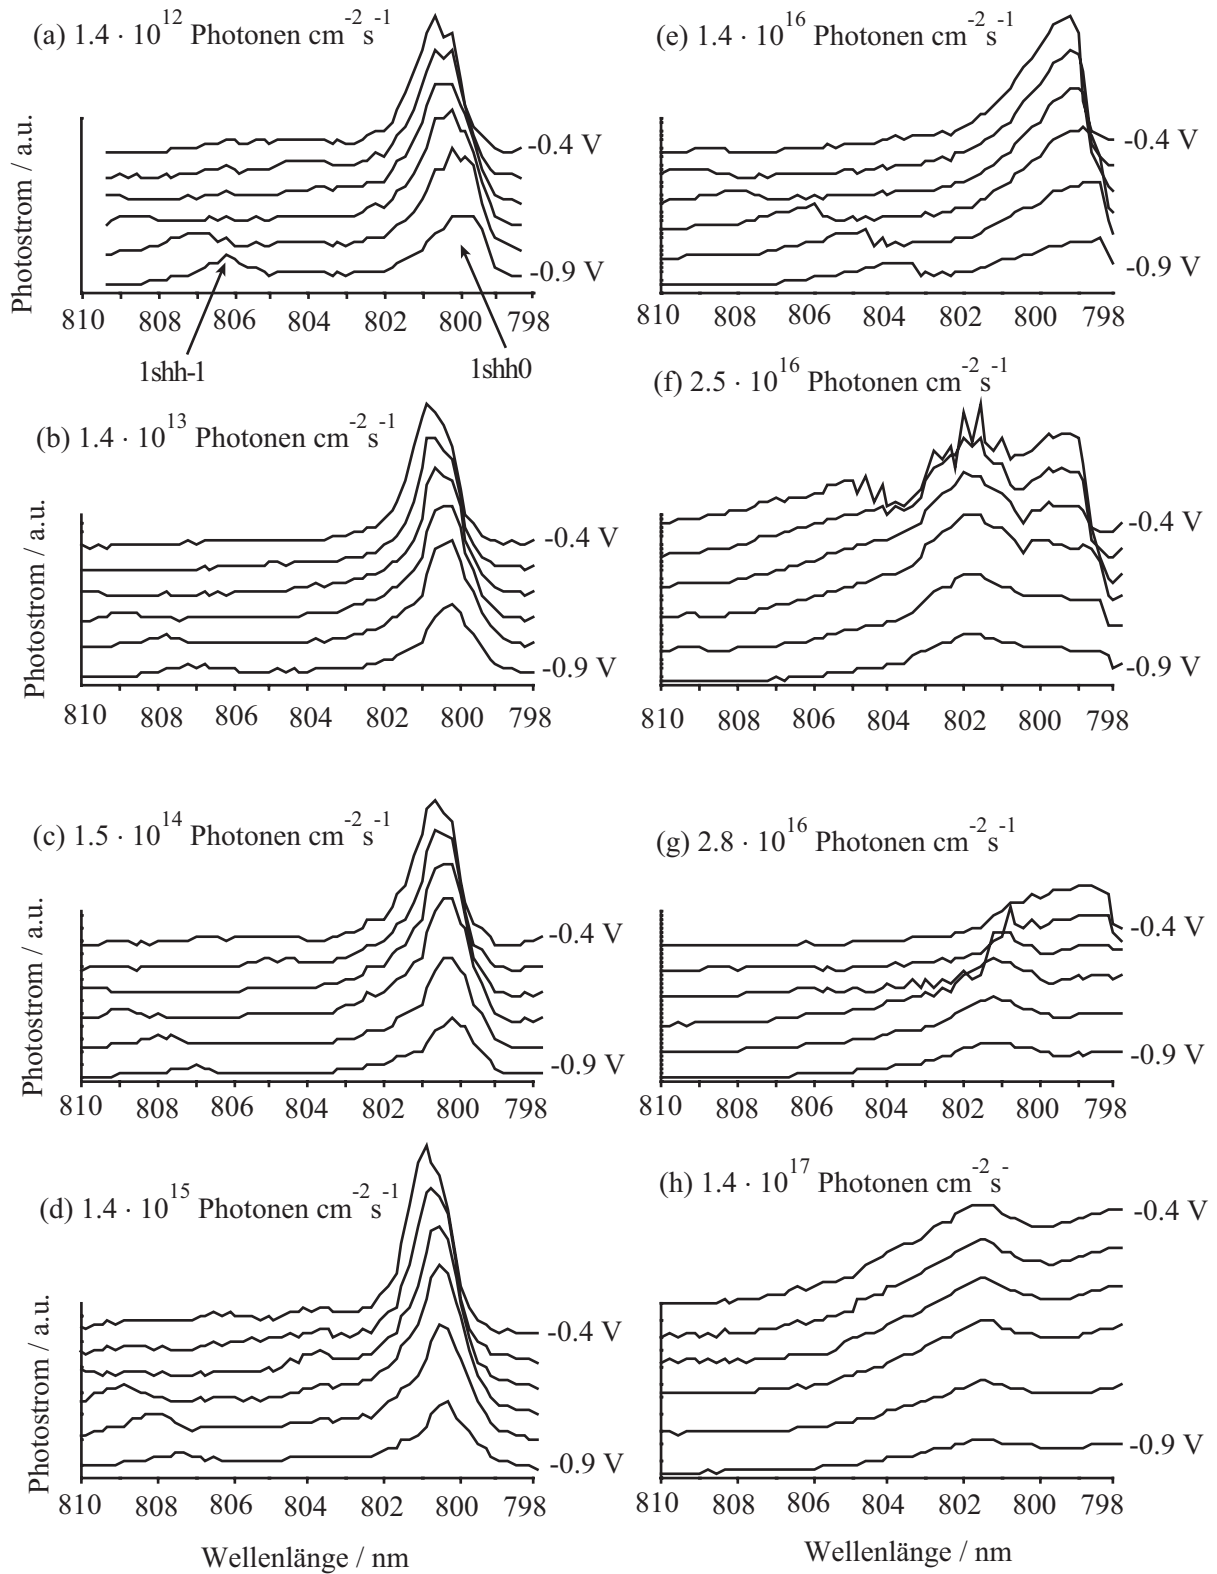 (a) 1.4 · 10^12 Photonen cm^-2 s^-1
Photostrom / a.u.
-0.4 V
-0.9 V
810 808 806 804 802 800 798
1shh-1
1shh0
(b) 1.4 · 10^13 Photonen cm^-2 s^-1
Photostrom / a.u.
-0.4 V
-0.9 V
810 808 806 804 802 800 798
(c) 1.5 · 10^14 Photonen cm^-2 s^-1
Photostrom / a.u.
-0.4 V
-0.9 V
810 808 806 804 802 800 798
(d) 1.4 · 10^15 Photonen cm^-2 s^-1
Photostrom / a.u.
-0.4 V
-0.9 V
810 808 806 804 802 800 798
Wellenlänge / nm
(e) 1.4 · 10^16 Photonen cm^-2 s^-1
-0.4 V
-0.9 V
810 808 806 804 802 800 798
(f) 2.5 · 10^16 Photonen cm^-2 s^-1
-0.4 V
-0.9 V
810 808 806 804 802 800 798
(g) 2.8 · 10^16 Photonen cm^-2 s^-1
-0.4 V
-0.9 V
810 808 806 804 802 800 798
(h) 1.4 · 10^17 Photonen cm^-2 s^-
-0.4 V
-0.9 V
810 808 806 804 802 800 798
Wellenlänge / nm